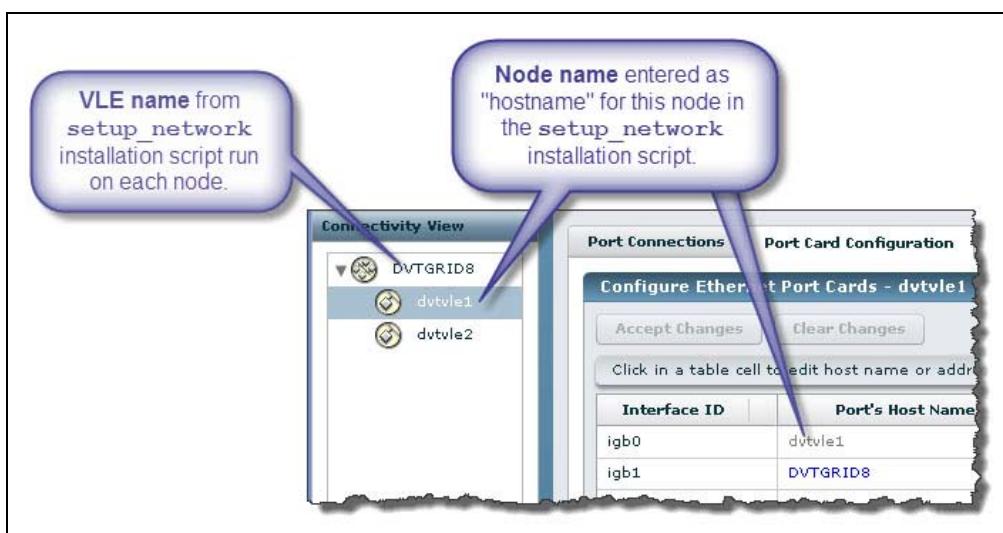 VLE name from
setup_network
installation script run
on each node.
Node name entered as
"hostname" for this node in
the setup_network
installation script.
Connectivity View
DVTGRID8
dvtvle1
dvtvle2
Port Connections
Port Card Configuration
Configure Ethernet Port Cards - dvtvle1
Accept Changes
Clear Changes
Click in a table cell to edit host name or addr
Interface ID
Port's Host Name
igb0
dvtvle1
igb1
DVTGRID8